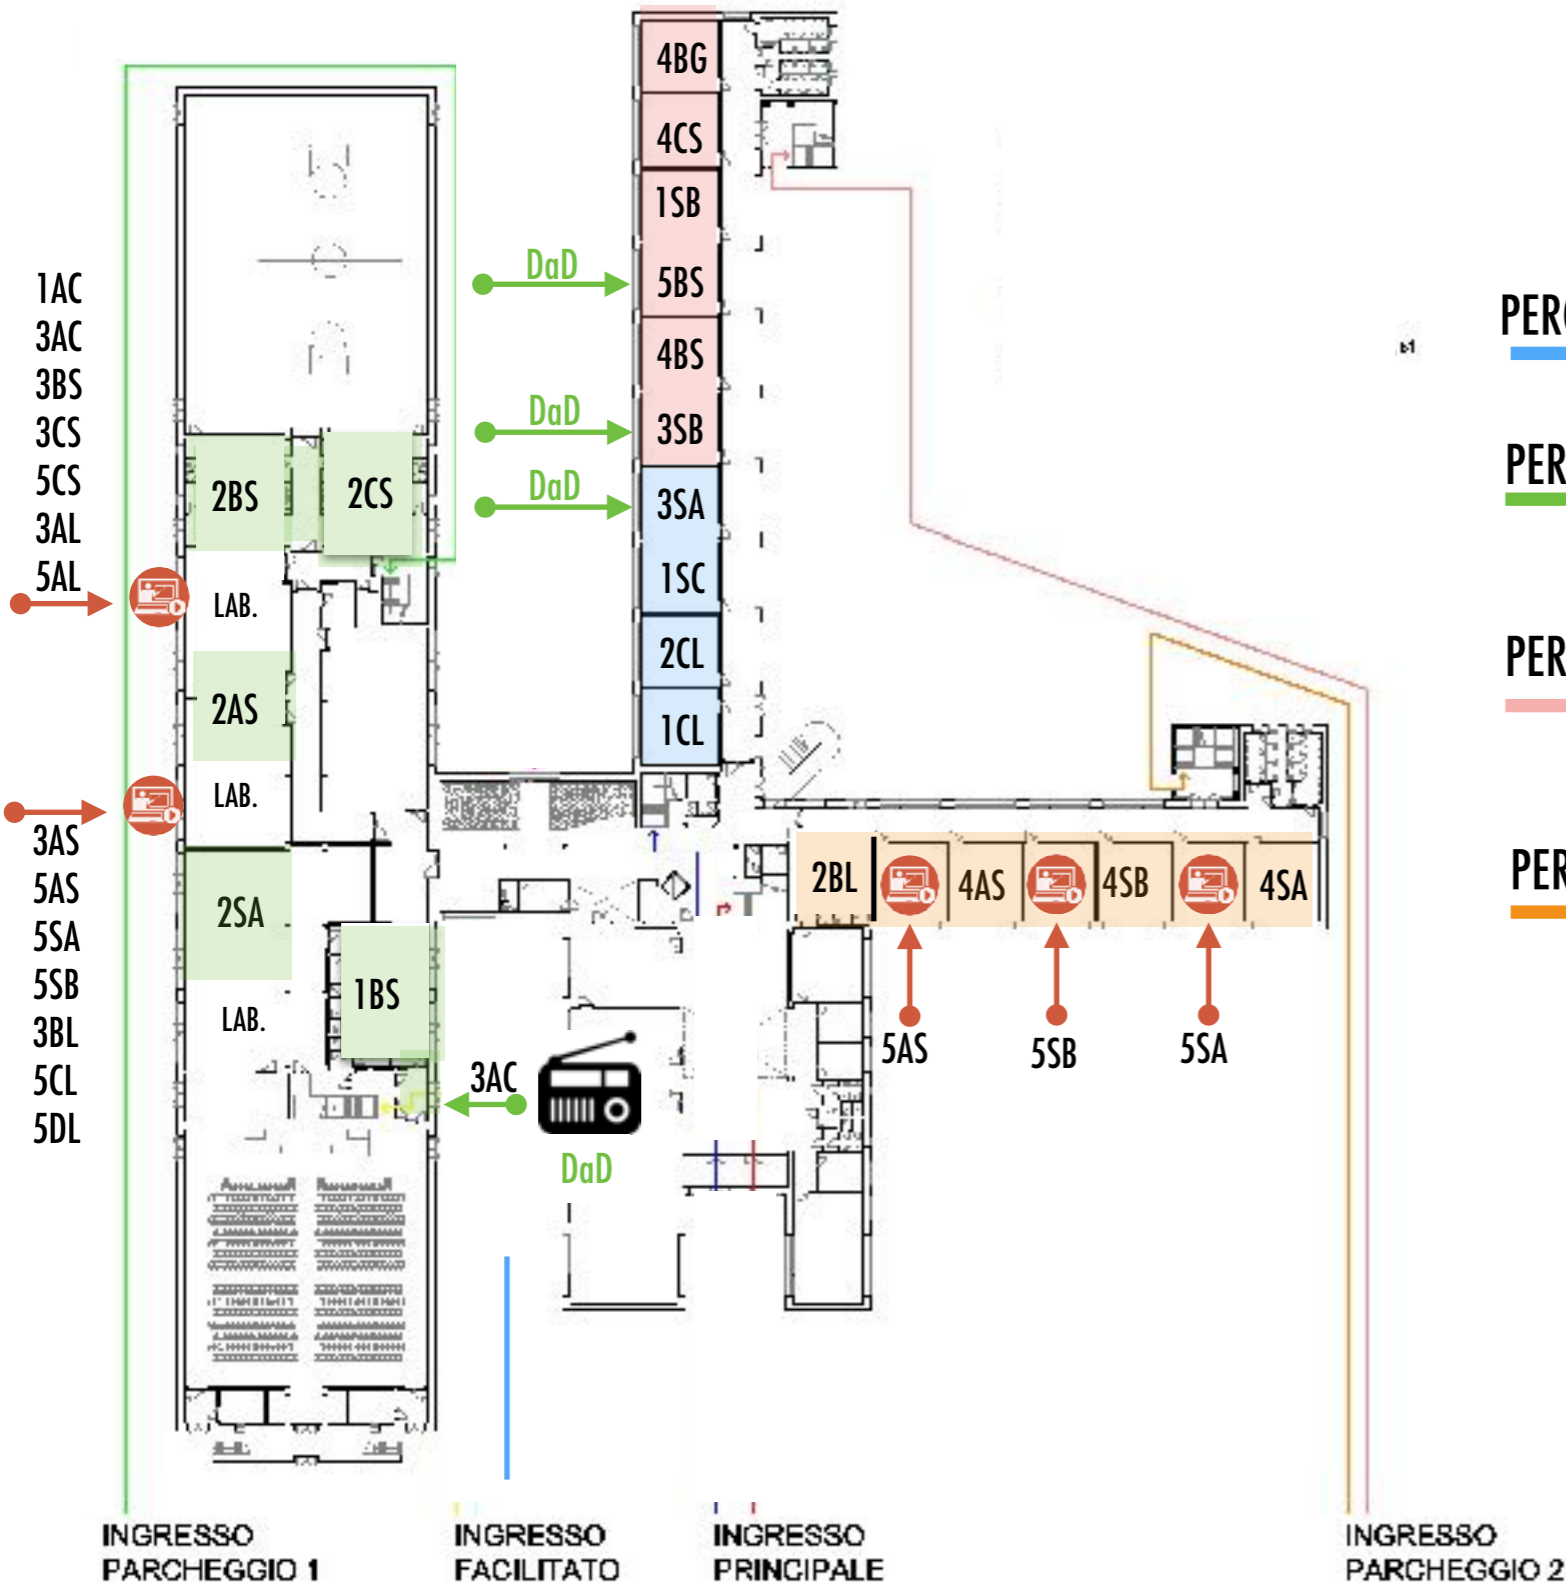 4BG
4CS
1SB
5BS
4BS
3SB
3SA
1SC
2CL
1CL
DaD
DaD
DaD
1AC
3AC
3BS
3CS
5CS
3AL
5AL
2BS
2CS
LAB.
2AS
LAB.
3AS
5AS
5SA
5SB
3BL
5CL
5DL
2SA
1BS
LAB.
3AC
DaD
2BL
4AS
4SB
4SA
5AS
5SB
5SA
PER
PER
PER
INGRESSO
PARCHEGGIO 1
INGRESSO
FACILITATO
INGRESSO
PRINCIPALE
INGRESSO
PARCHEGGIO 2